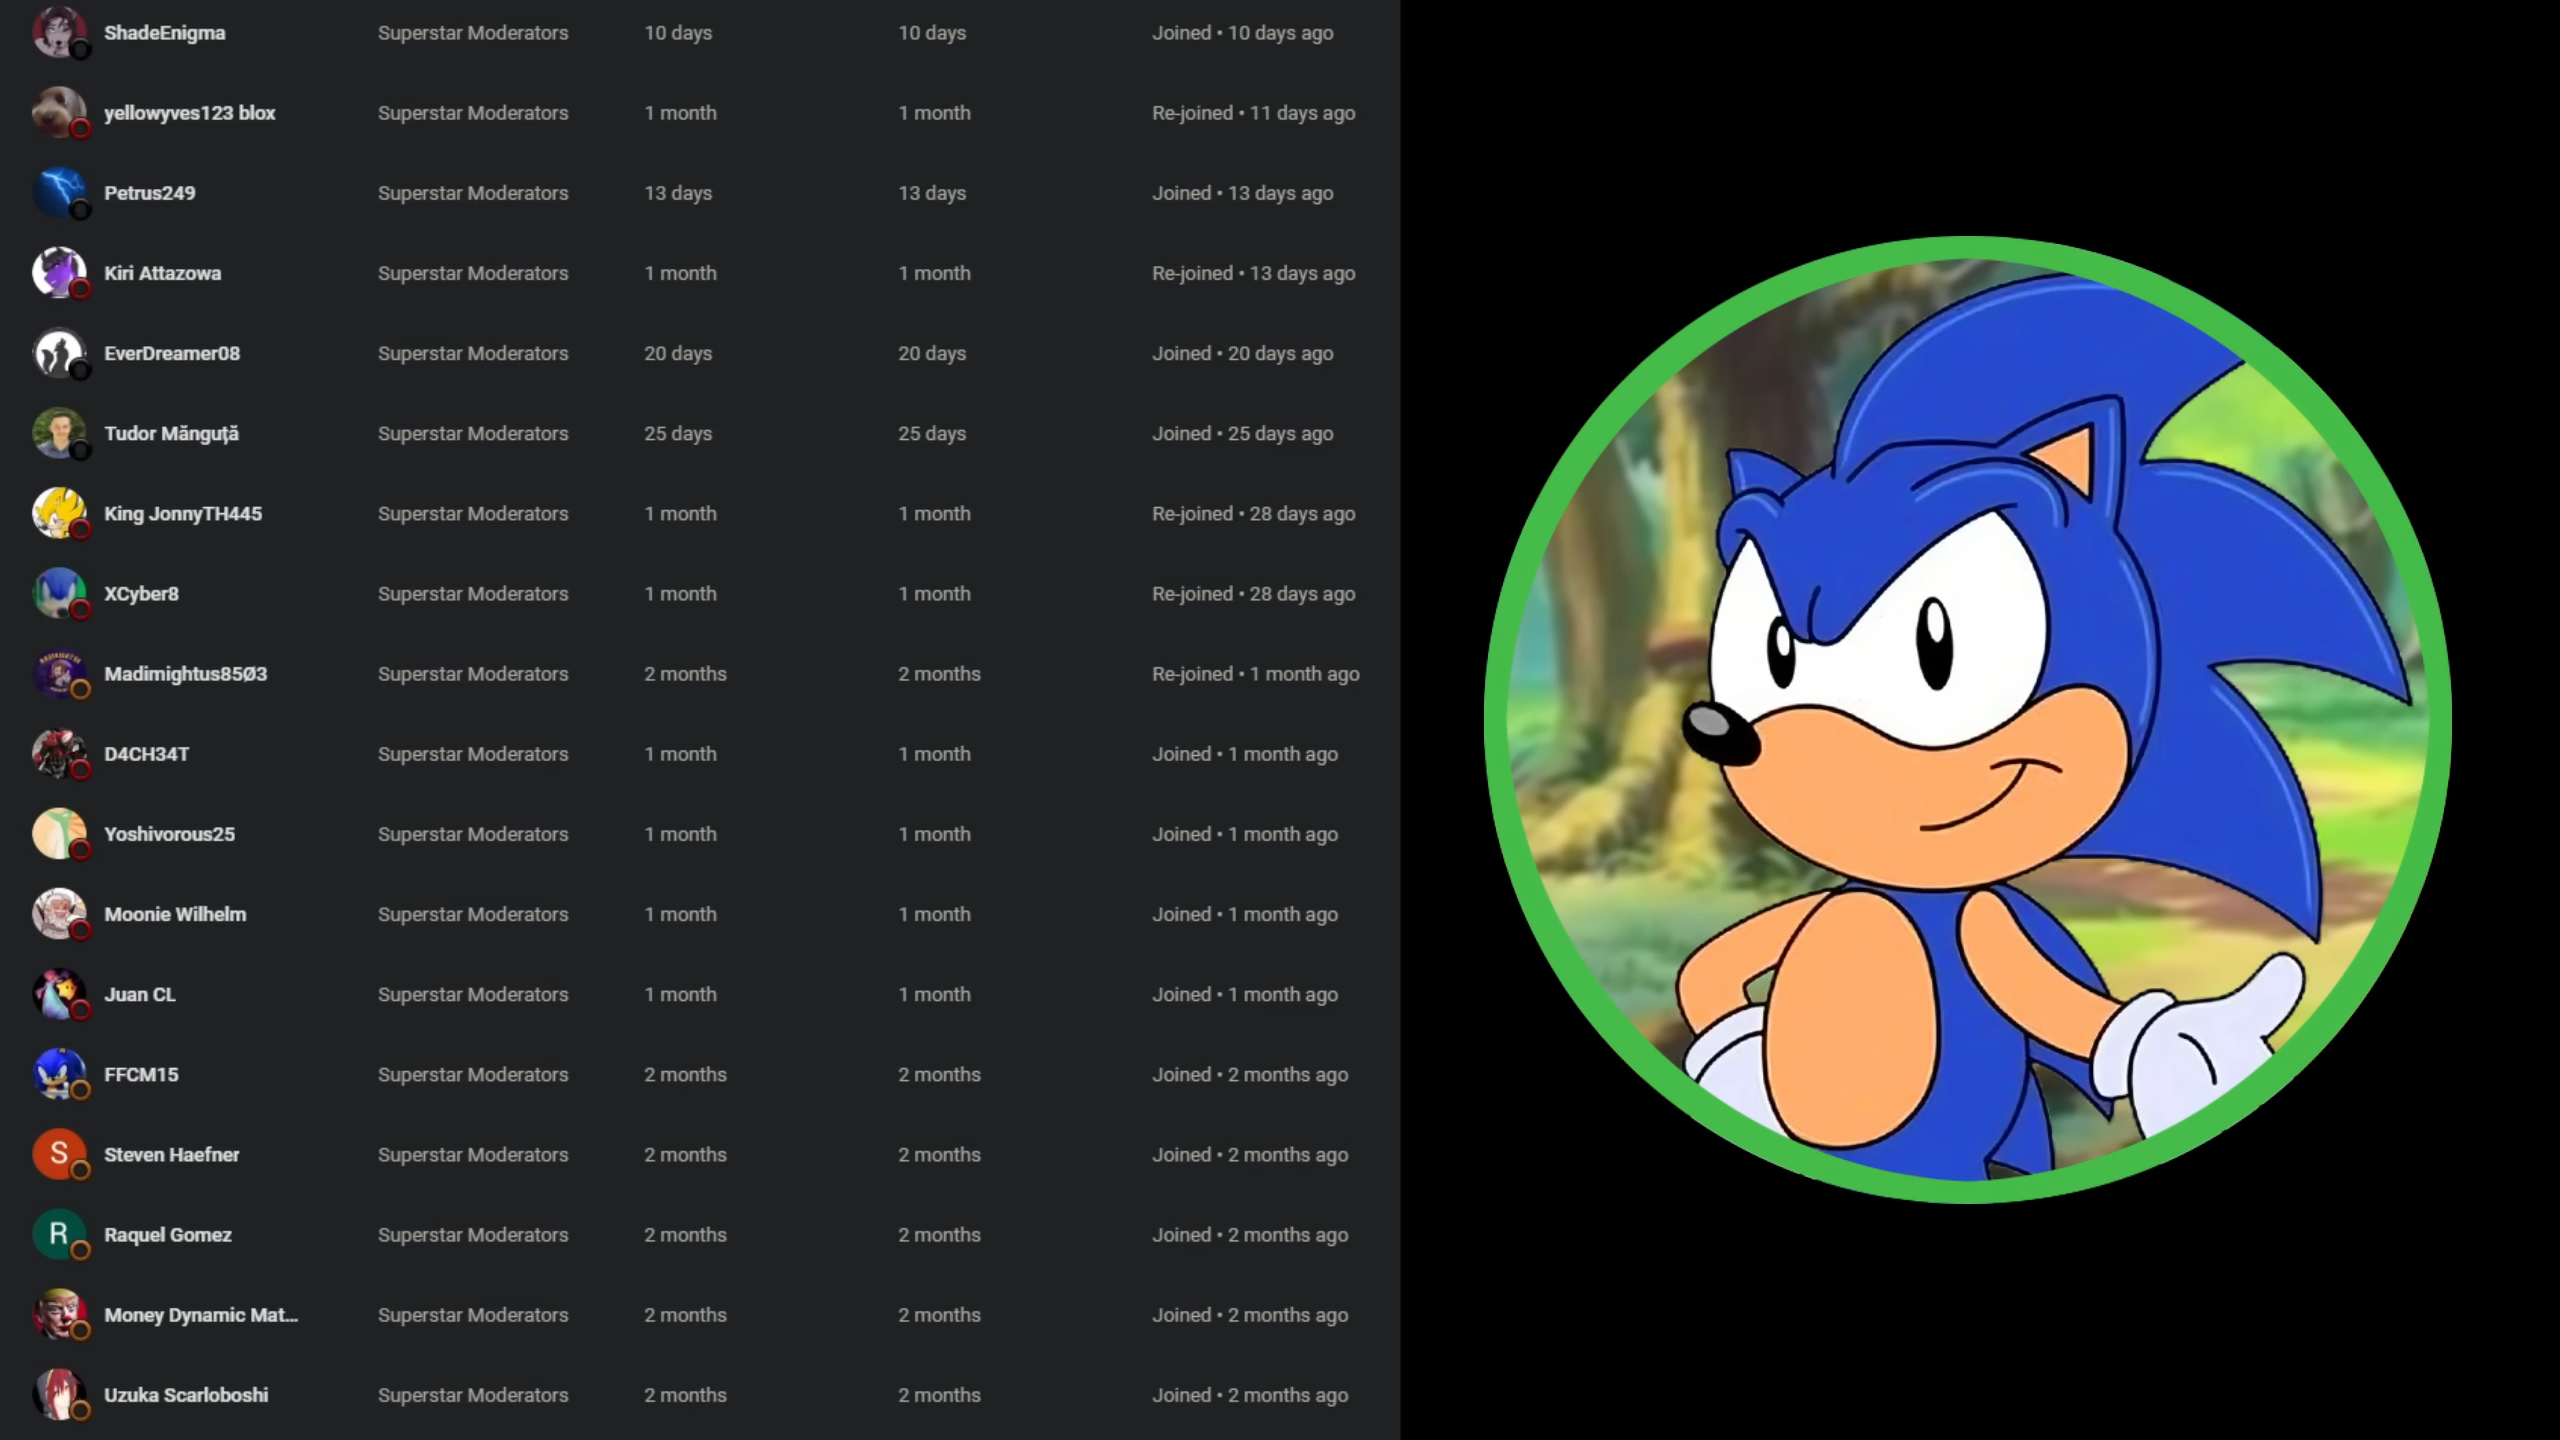 ShadeEnigma Superstar Moderators 10 days 10 days Joined • 10 days ago
yellowyves123 blox Superstar Moderators 1 month 1 month Re-joined • 11 days ago
Petrus249 Superstar Moderators 13 days 13 days Joined • 13 days ago
Kiri Attazowa Superstar Moderators 1 month 1 month Re-joined • 13 days ago
EverDreamer08 Superstar Moderators 20 days 20 days Joined • 20 days ago
Tudor Mănguță Superstar Moderators 25 days 25 days Joined • 25 days ago
King JonnyTH445 Superstar Moderators 1 month 1 month Re-joined • 28 days ago
XCyber8 Superstar Moderators 1 month 1 month Re-joined • 28 days ago
Madimightus85Ø3 Superstar Moderators 2 months 2 months Re-joined • 1 month ago
D4CH34T Superstar Moderators 1 month 1 month Joined • 1 month ago
Yoshivorous25 Superstar Moderators 1 month 1 month Joined • 1 month ago
Moonie Wilhelm Superstar Moderators 1 month 1 month Joined • 1 month ago
Juan CL Superstar Moderators 1 month 1 month Joined • 1 month ago
FFCM15 Superstar Moderators 2 months 2 months Joined • 2 months ago
S Steven Haefner Superstar Moderators 2 months 2 months Joined • 2 months ago
R Raquel Gomez Superstar Moderators 2 months 2 months Joined • 2 months ago
Money Dynamic Mat... Superstar Moderators 2 months 2 months Joined • 2 months ago
Uzuka Scarloboshi Superstar Moderators 2 months 2 months Joined • 2 months ago